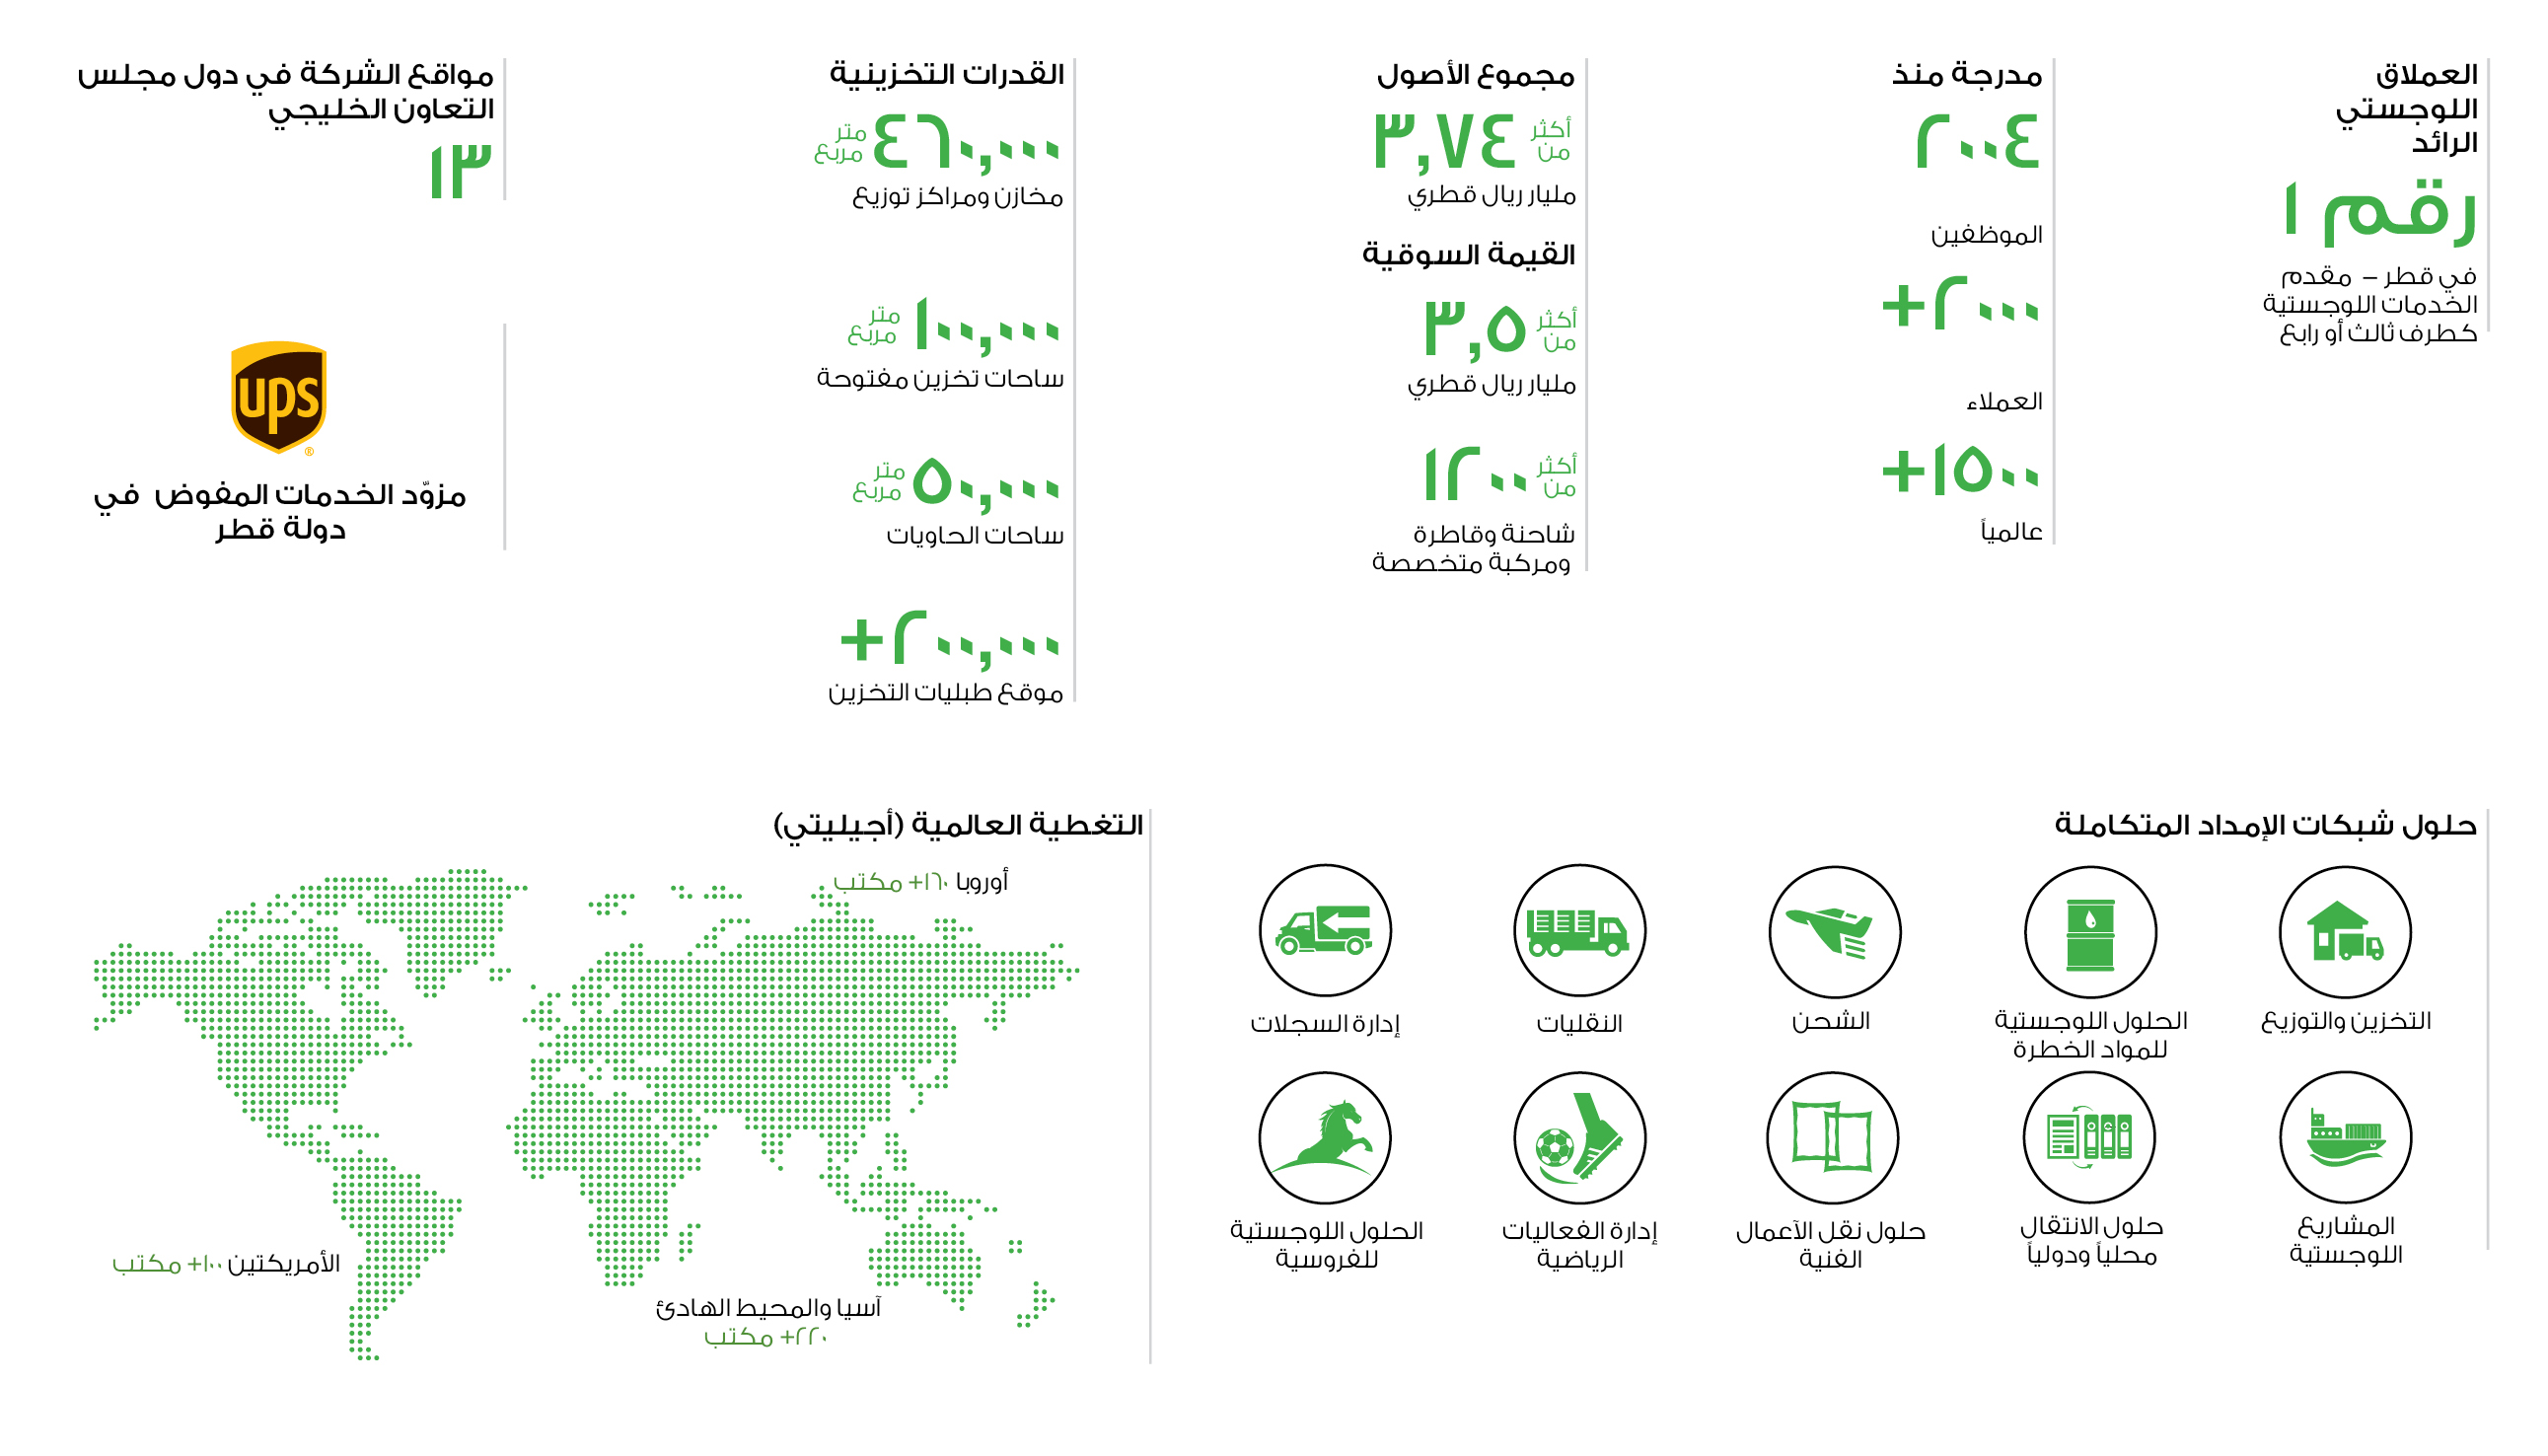 العملاق
اللوجستي
الرائد
رقم ١
في قطر – مقدم
الخدمات اللوجستية
كطرف ثالث أو رابع
مدرجة منذ
٢٠٠٤
الموظفين
٢٠٠٠+
العملاء
١٥٠٠+
عالمياً
مجموع الأصول
أكثر من ٣,٧٤
مليار ريال قطري
القيمة السوقية
أكثر من ٣,٥
مليار ريال قطري
أكثر من ١٢٠٠
شاحنة وقاطرة
ومركبة متخصصة
القدرات التخزينية
٤٦٠,٠٠٠ متر مربع
مخازن ومراكز توزيع
١٠٠,٠٠٠ متر مربع
ساحات تخزين مفتوحة
٥٠,٠٠٠ متر مربع
ساحات الحاويات
٢٠٠,٠٠٠+
موقع طبليات التخزين
مواقع الشركة في دول مجلس
التعاون الخليجي
١٣
ups
®
مزوّد الخدمات المفوض في
دولة قطر
حلول شبكات الإمداد المتكاملة
التخزين والتوزيع
الحلول اللوجستية
للمواد الخطرة
الشحن
النقليات
إدارة السجلات
المشاريع
اللوجستية
حلول الانتقال
محلياً ودولياً
حلول نقل الأعمال
الفنية
إدارة الفعاليات
الرياضية
الحلول اللوجستية
للفروسية
التغطية العالمية (أجيليتي)
أوروبا ١٦٠+ مكتب
الأمريكتين ١٠٠+ مكتب
آسيا والمحيط الهادئ
٢٢٠+ مكتب